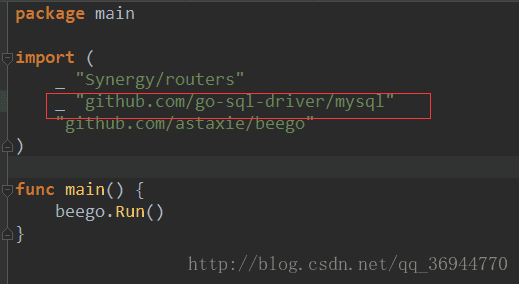 package main
import (
_ "Synergy/routers"
_ "github.com/go-sql-driver/mysql"
"github.com/astaxie/beego"
)
func main() {
beego.Run()
}
http://blog.csdn.net/qq_36944770